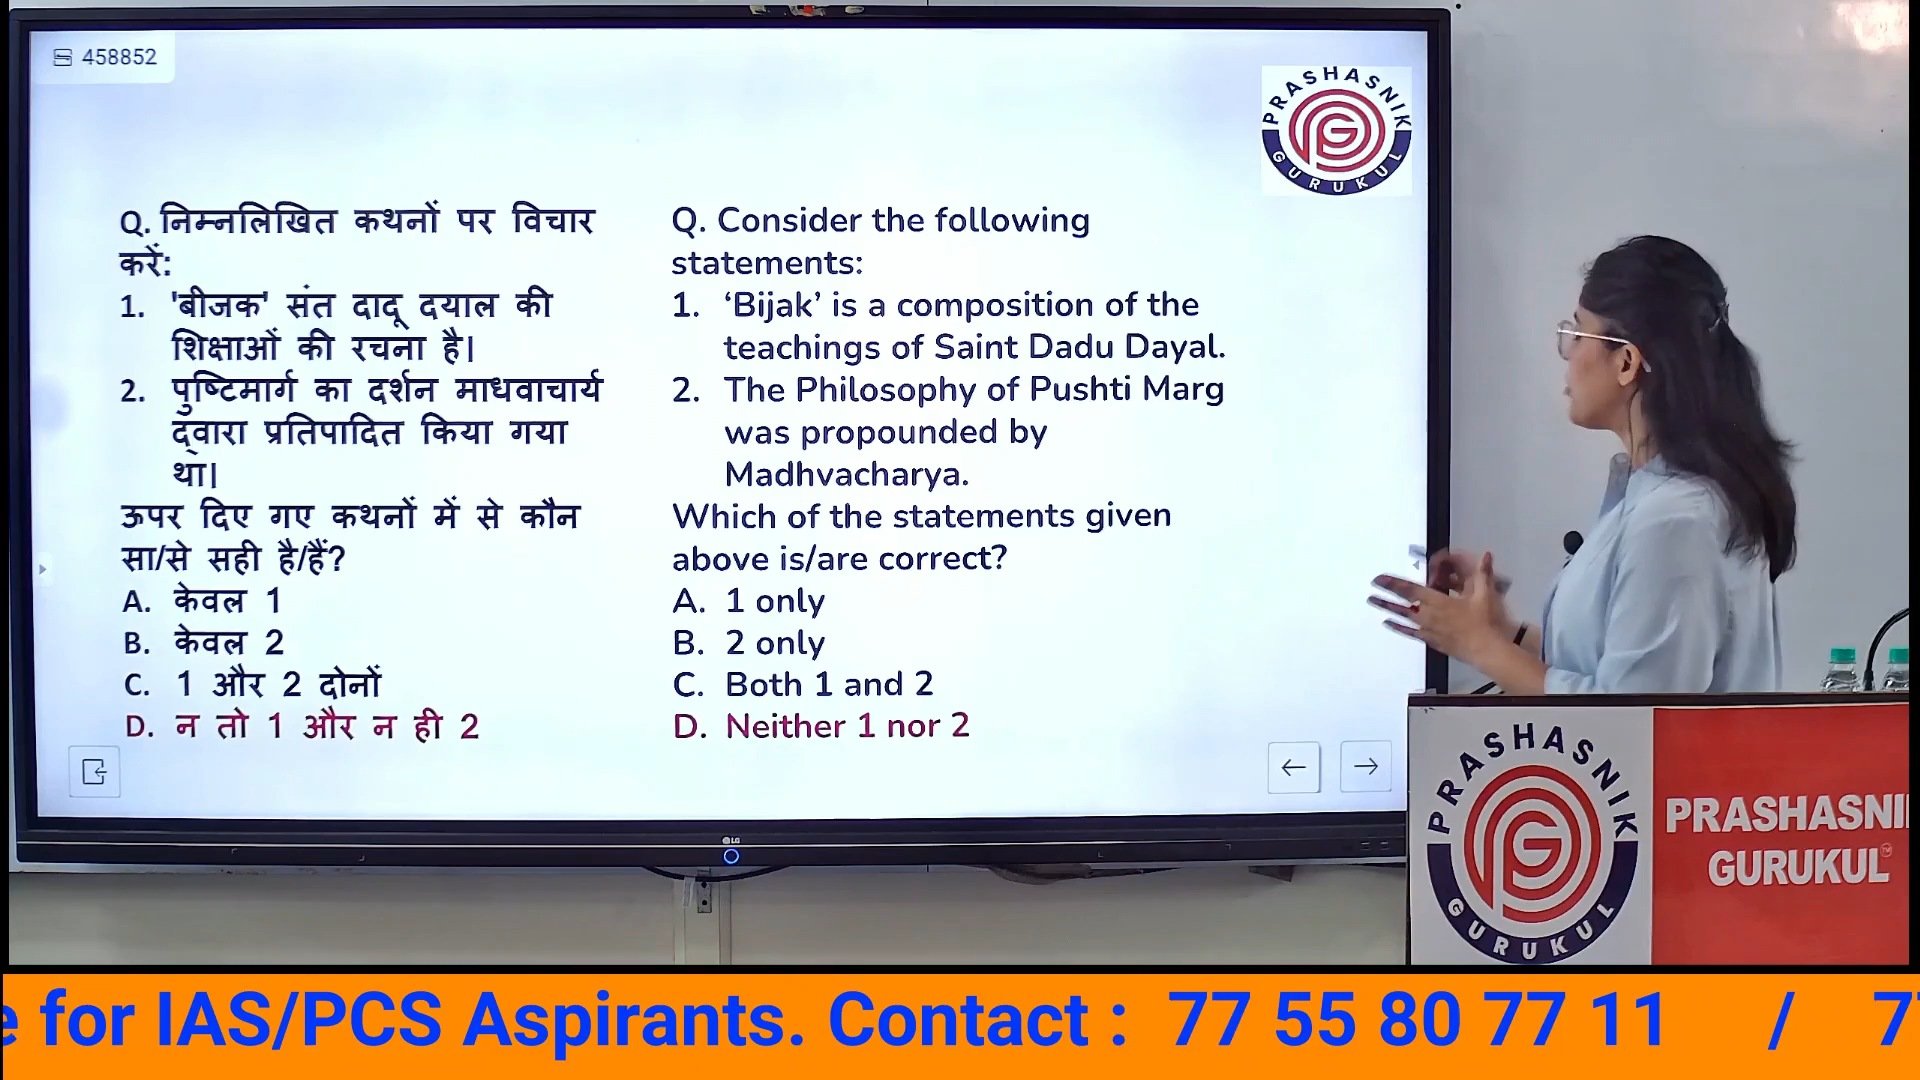 458852
PRASHASNIK
GURUKUL
Q. निम्नलिखित कथनों पर विचार
करें:
1. 'बीजक' संत दादू दयाल की
शिक्षाओं की रचना है।
2. पुष्टिमार्ग का दर्शन माधवाचार्य
द्वारा प्रतिपादित किया गया
था।
ऊपर दिए गए कथनों में से कौन
सा/से सही है/हैं?
A. केवल 1
B. केवल 2
C. 1 और 2 दोनों
D. न तो 1 और न ही 2
Q. Consider the following
statements:
1. ‘Bijak’ is a composition of the
teachings of Saint Dadu Dayal.
2. The Philosophy of Pushti Marg
was propounded by
Madhvacharya.
Which of the statements given
above is/are correct?
A. 1 only
B. 2 only
C. Both 1 and 2
D. Neither 1 nor 2
LG
PRASHASNIK
GURUKUL
PRASHASNI
GURUKUL™
e for IAS/PCS Aspirants. Contact : 77 55 80 77 11 / 77